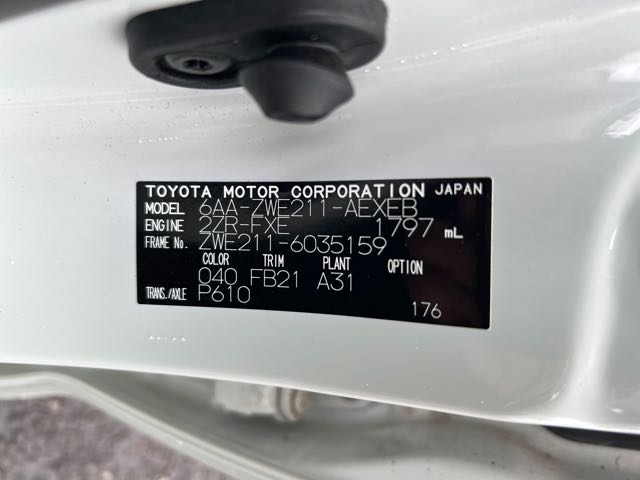 TOYOTA MOTOR CORPORATION JAPAN
MODEL 6AA-ZWE211-AEXEB
ENGINE 2ZR-FXE 1797 mL
FRAME No. ZWE211-6035159
COLOR TRIM PLANT OPTION
040 FB21 A31
TRANS./AXLE P610
176